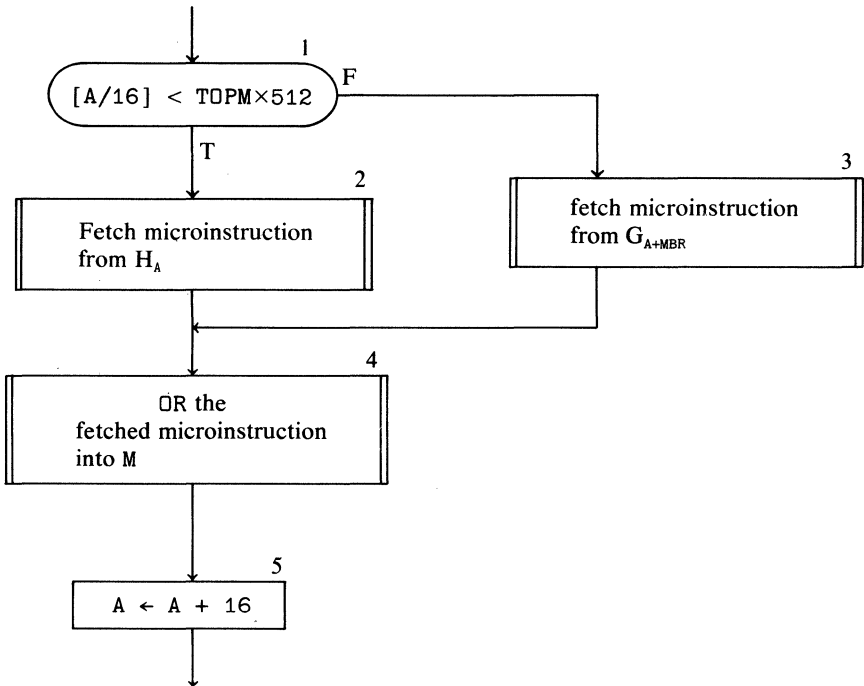 1
[A/16] < TOPM×512
F
T
2
Fetch microinstruction
from H_A
3
fetch microinstruction
from G_A+MBR
4
OR the
fetched microinstruction
into M
5
A ← A + 16